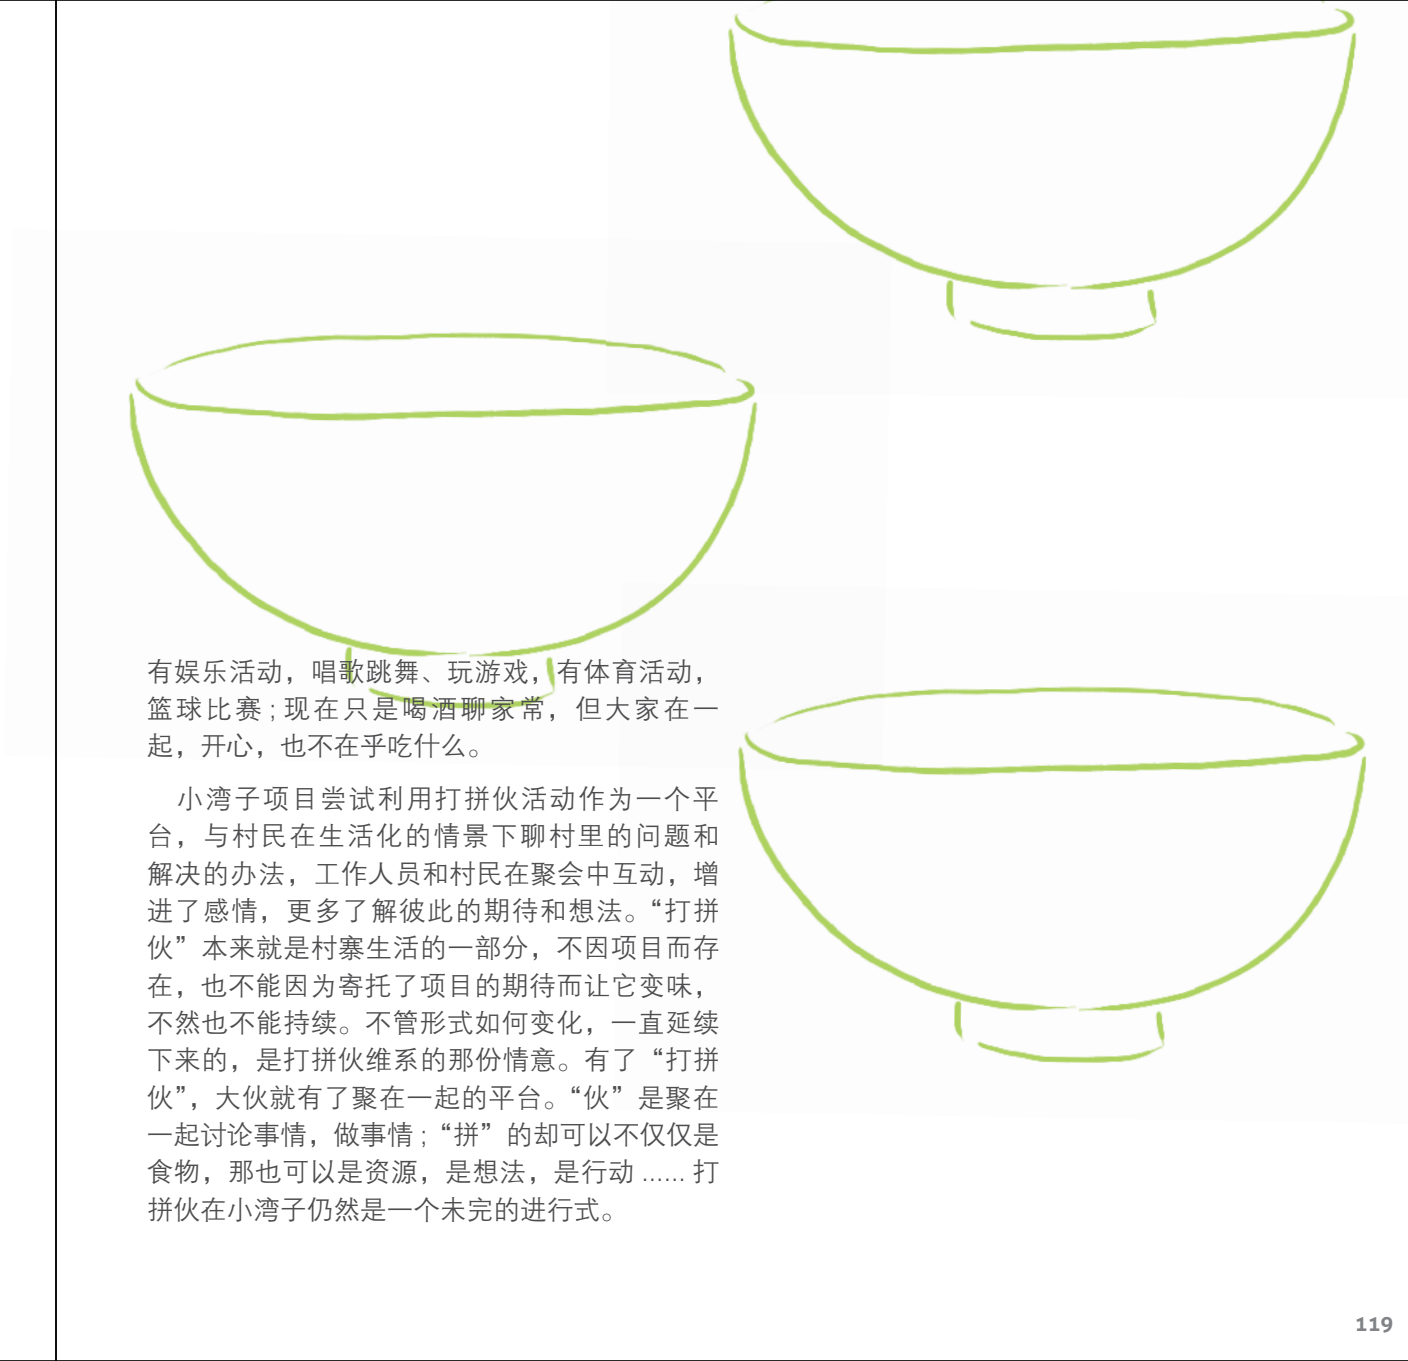 有娱乐活动，唱歌跳舞、玩游戏，有体育活动，
篮球比赛；现在只是喝酒聊家常，但大家在一
起，开心，也不在乎吃什么。
小湾子项目尝试利用打拼伙活动作为一个平
台，与村民在生活化的情景下聊村里的问题和
解决的办法，工作人员和村民在聚会中互动，增
进了感情，更多了解彼此的期待和想法。“打拼
伙”本来就是村寨生活的一部分，不因项目而存
在，也不能因为寄托了项目的期待而让它变味，
不然也不能持续。不管形式如何变化，一直延续
下来的，是打拼伙维系的那份情意。有了“打拼
伙”，大伙就有了聚在一起的平台。“伙”是聚在
一起讨论事情，做事情；“拼”的却可以不仅仅是
食物，那也可以是资源，是想法，是行动 ...... 打
拼伙在小湾子仍然是一个未完的进行式。
119